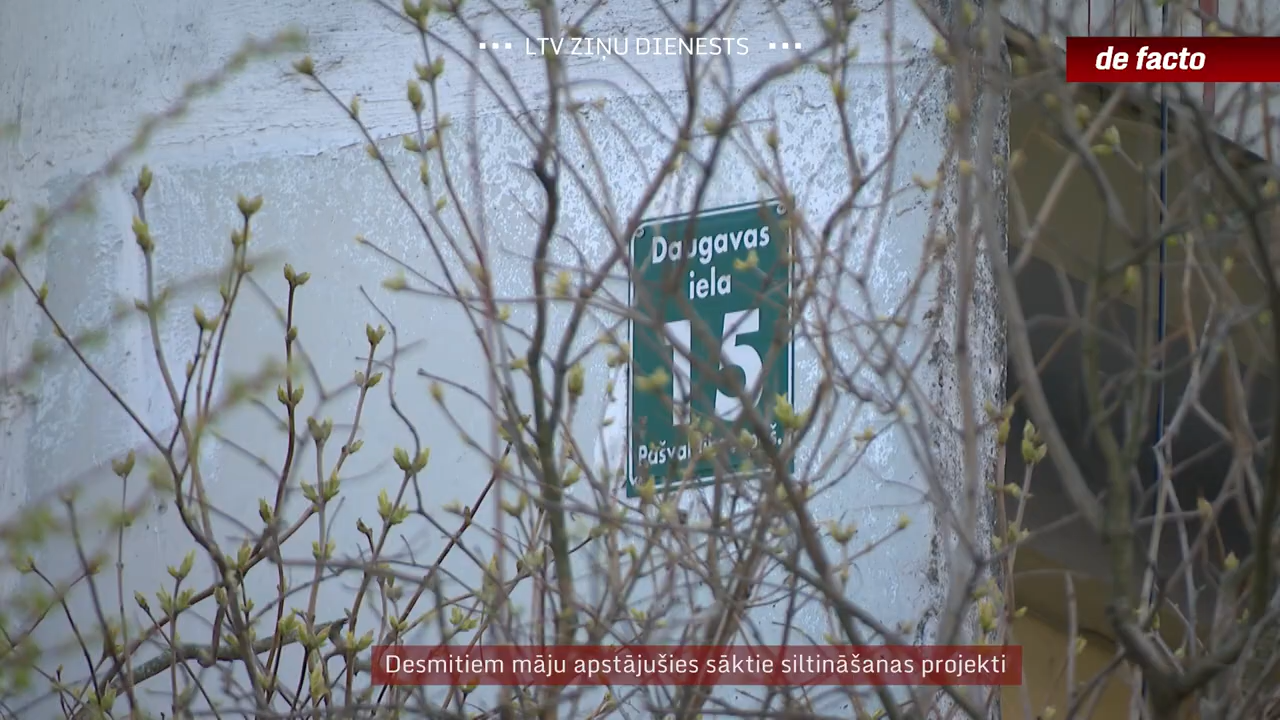 LTV ZIŅU DIENESTS
de facto
Daugavas
iela
15
Desmitiem māju apstājušies sāktie siltināšanas projekti